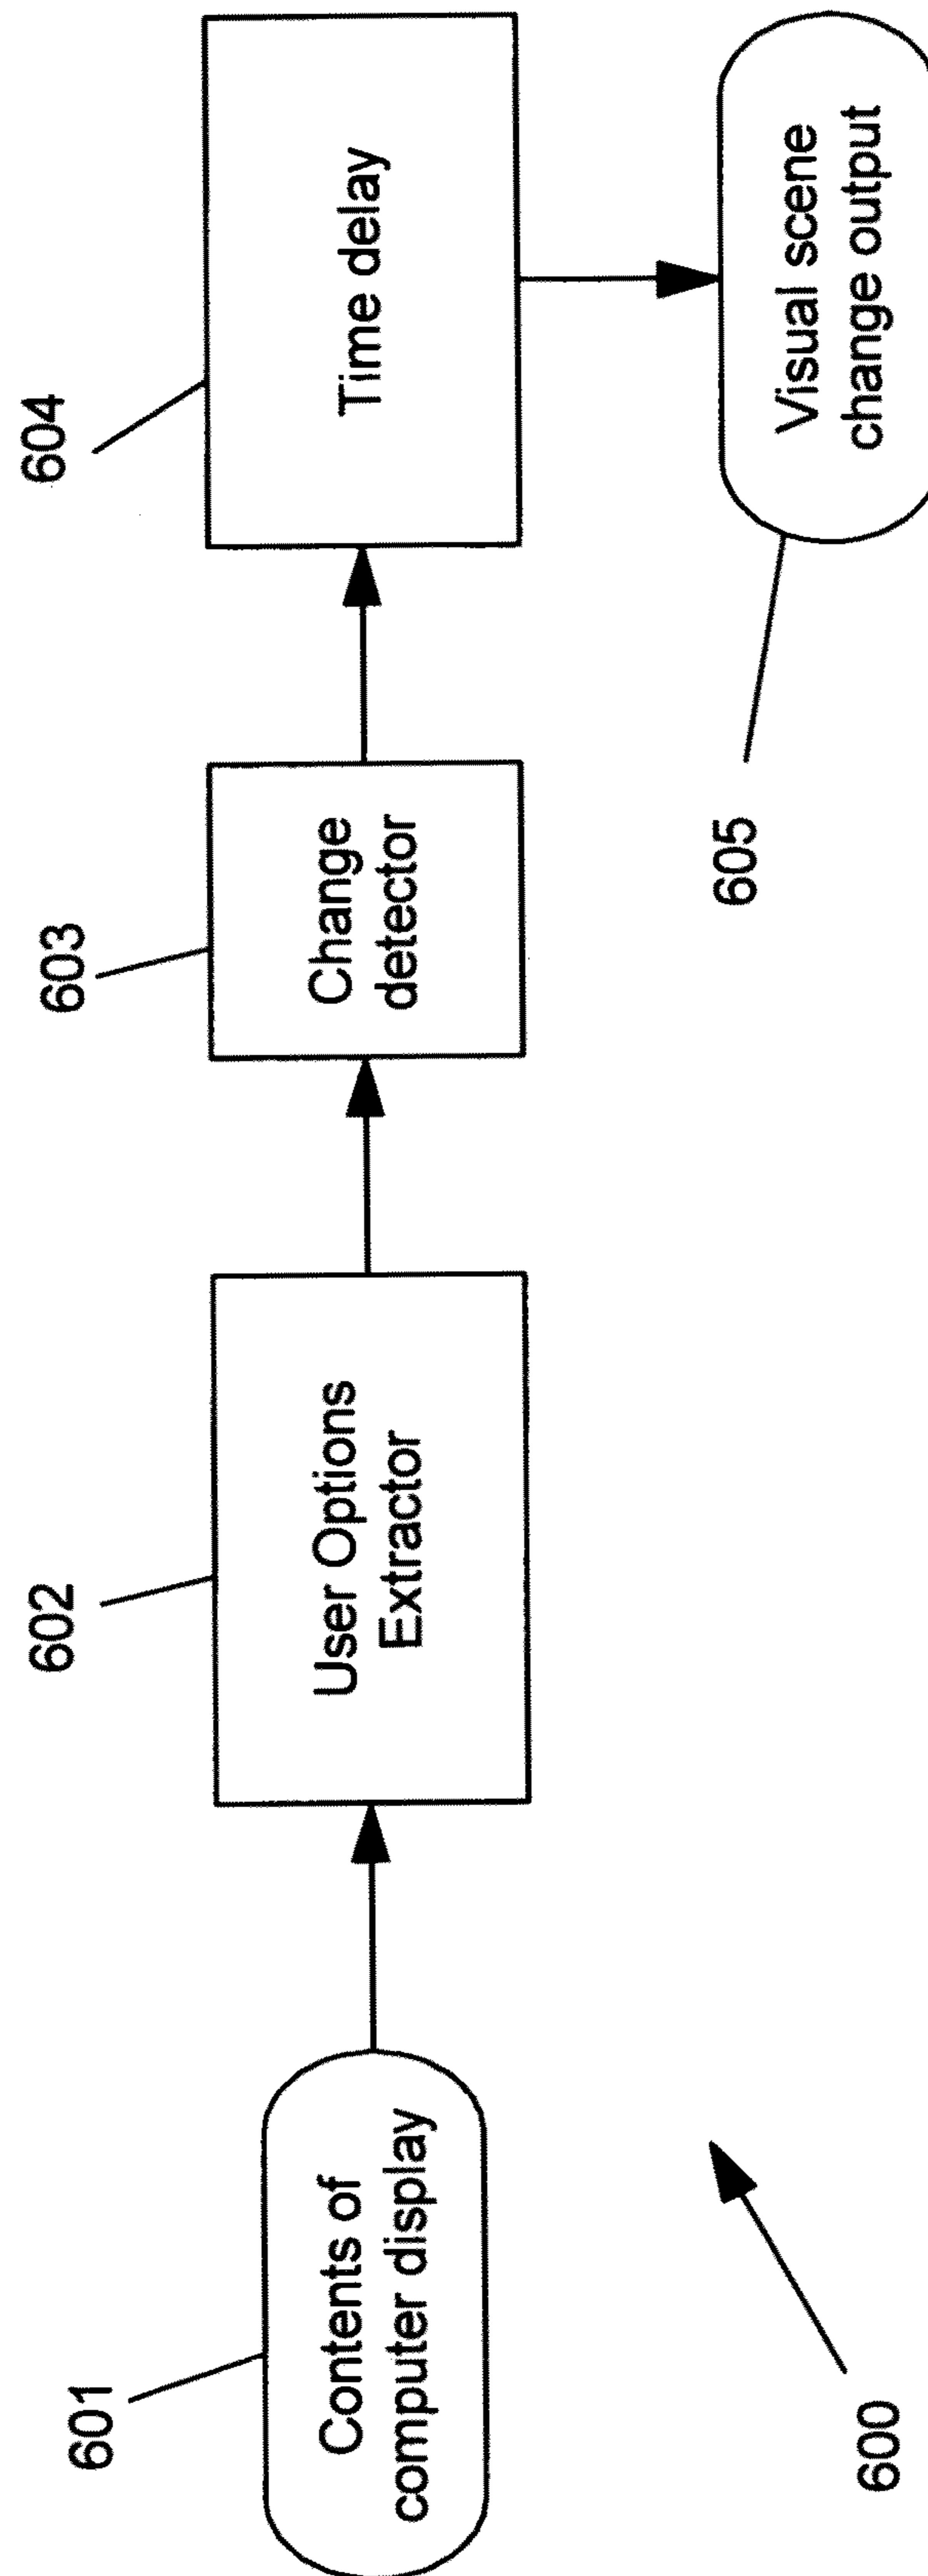 601
Contents of
computer display
602
User Options
Extractor
603
Change
detector
604
Time delay
605
Visual scene
change output
600